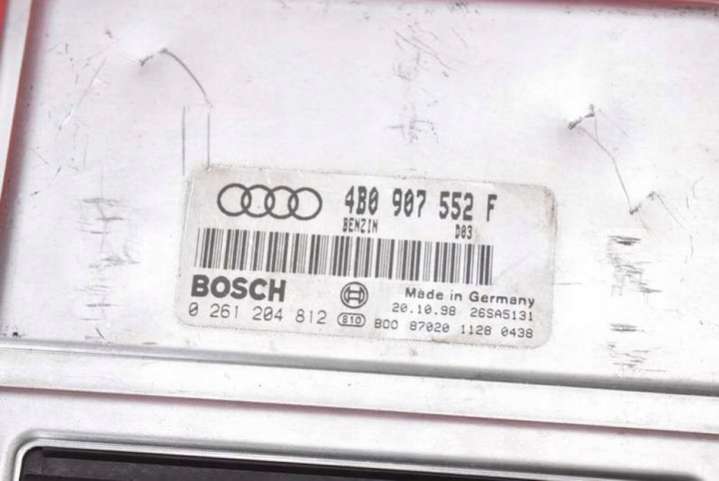 4B0 907 552 F
BENZIN D03
BOSCH Made in Germany
20.10.98 26SA5131
0 261 204 812 810 B00 87020 1128 0438